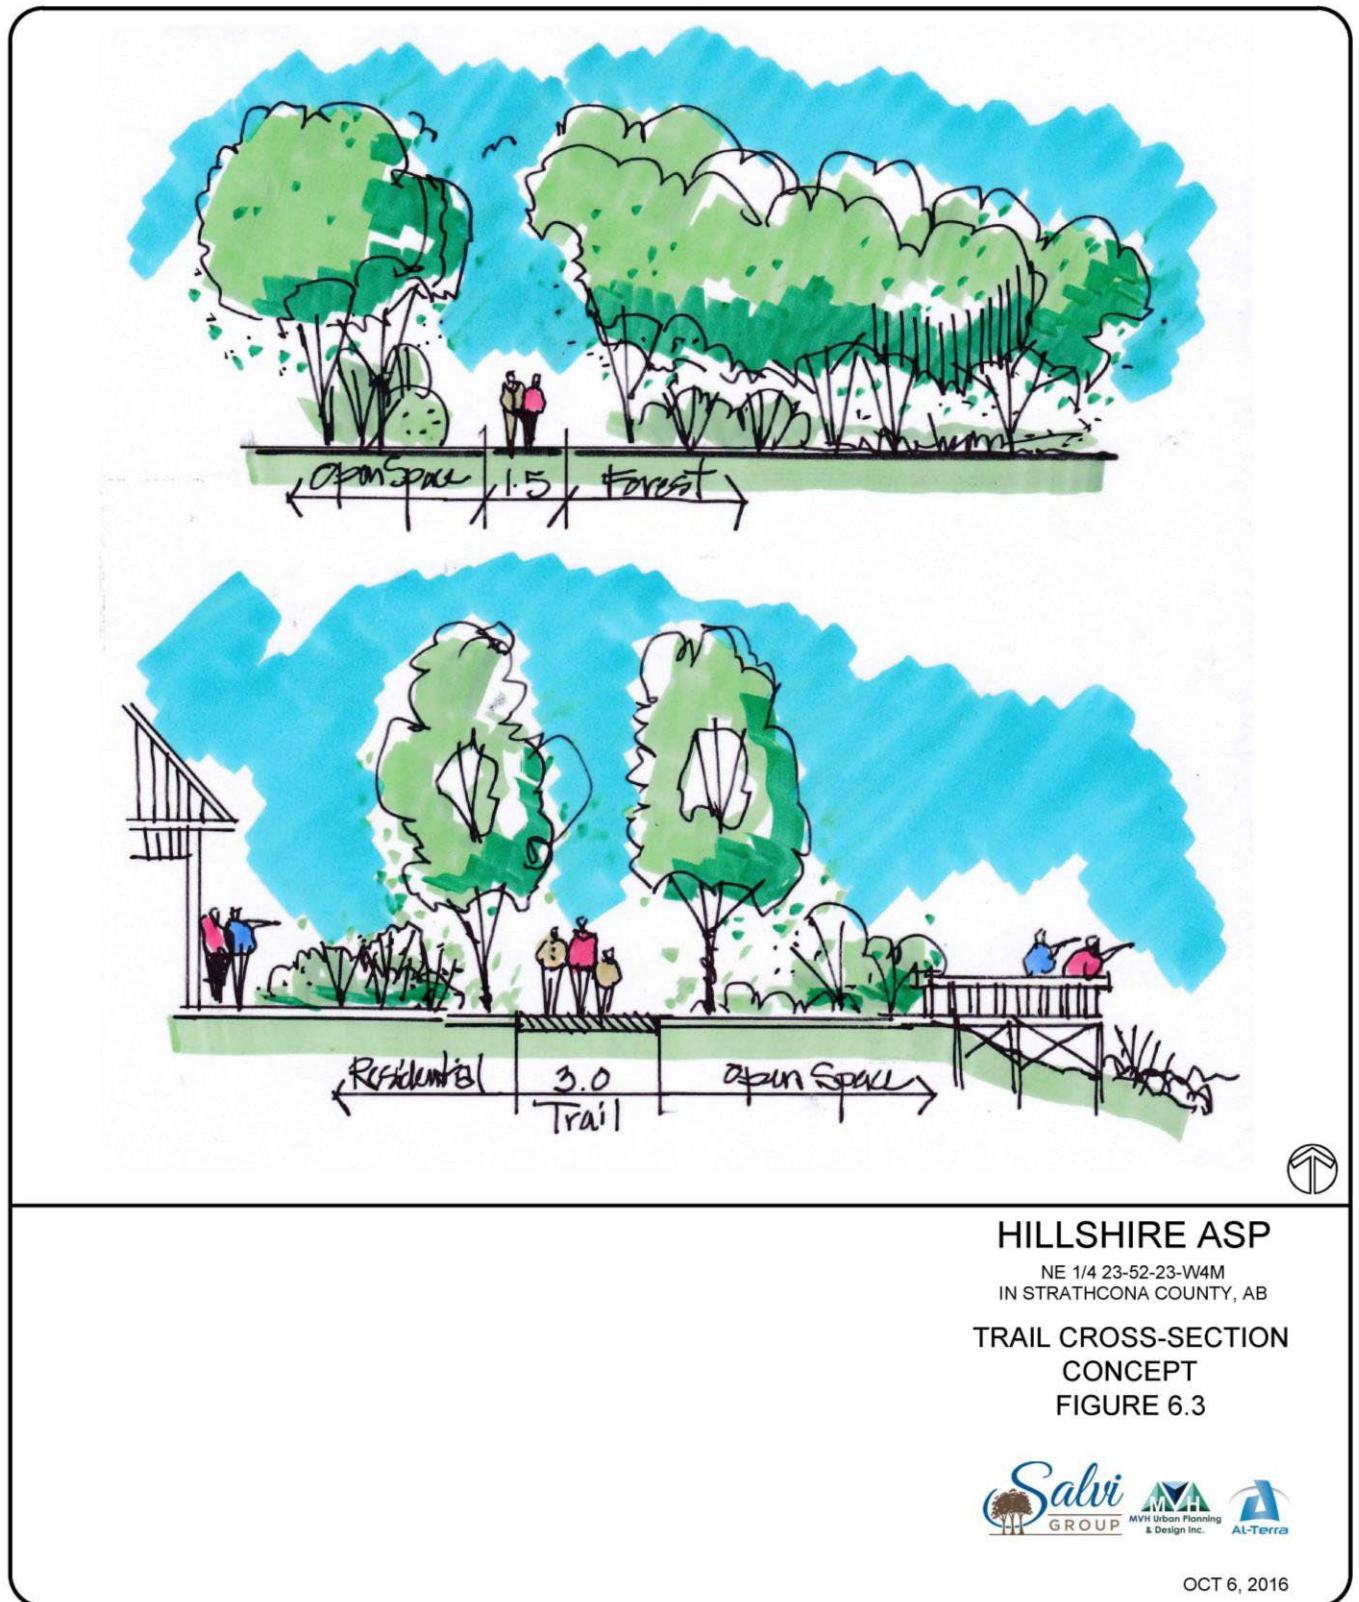 Open Space 1.5 Forest
Residential 3.0 Open Space
Trail
HILLSHIRE ASP
NE 1/4 23-52-23-W4M
IN STRATHCONA COUNTY, AB
TRAIL CROSS-SECTION
CONCEPT
FIGURE 6.3
Salvi
GROUP
MVH
MVH Urban Planning
& Design Inc.
AL-Terra
OCT 6, 2016